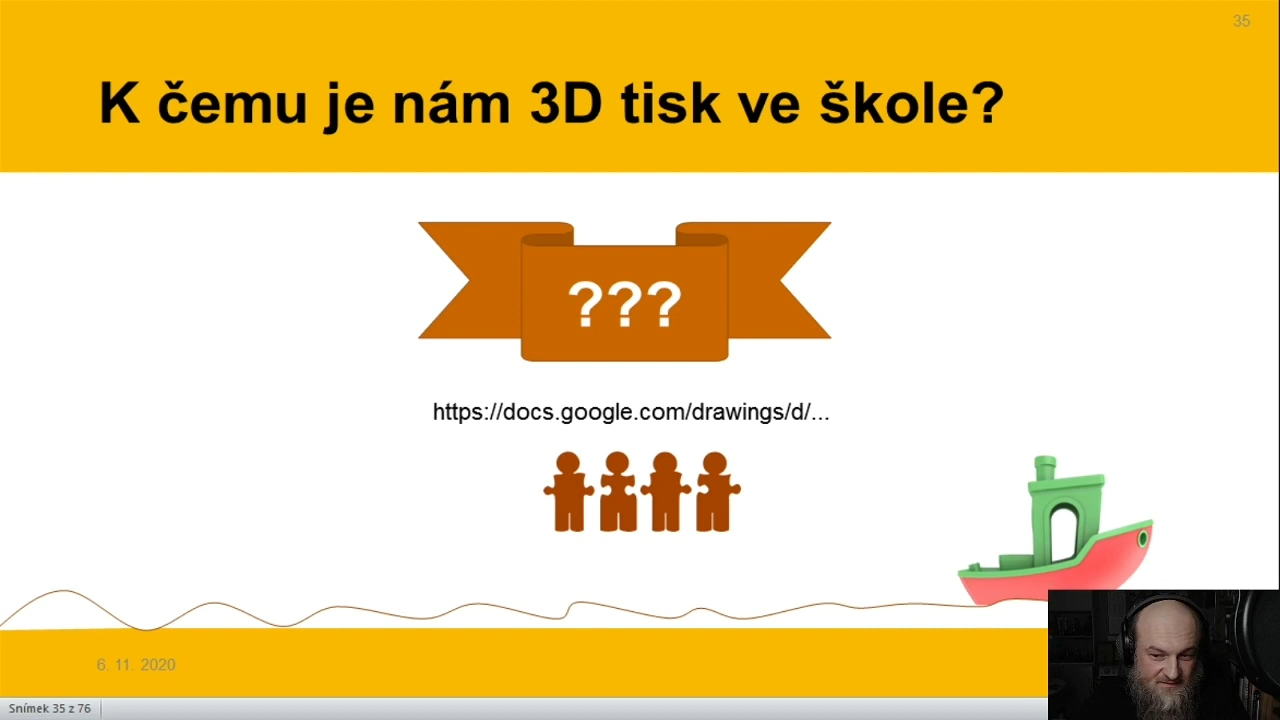 35
K čemu je nám 3D tisk ve škole?
???
https://docs.google.com/drawings/d/...
6. 11. 2020
Snímek 35 z 76